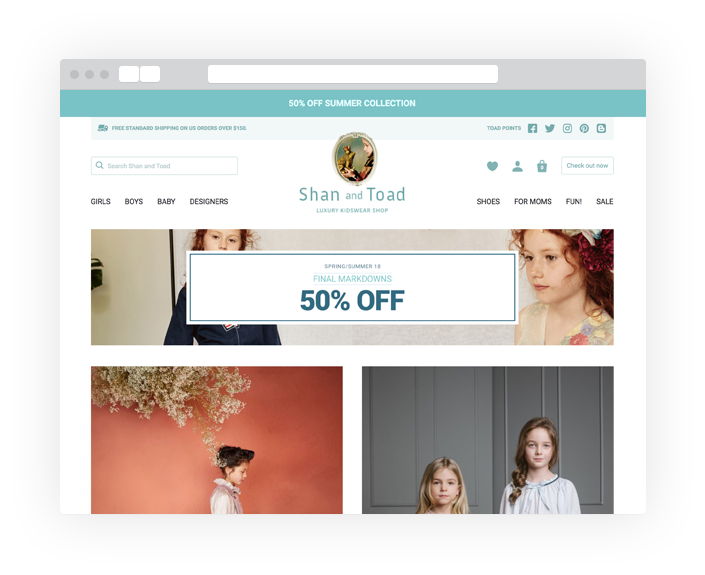 50% OFF SUMMER COLLECTION
FREE STANDARD SHIPPING ON US ORDERS OVER $150.
TOAD POINTS
Search Shan and Toad
0
Check out now
Shan and Toad
LUXURY KIDSWEAR SHOP
GIRLS BOYS BABY DESIGNERS
SHOES FOR MOMS FUN! SALE
SPRING/SUMMER 18
FINAL MARKDOWNS
50% OFF